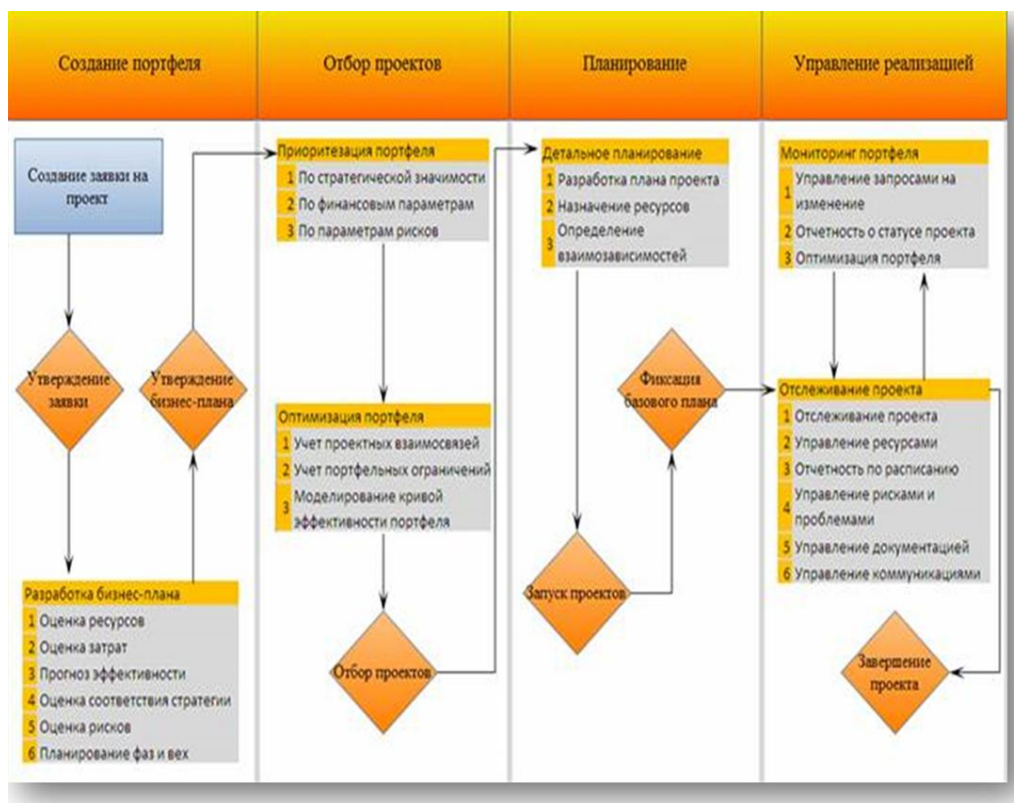 Создание портфеля
Отбор проектов
Планирование
Управление реализацией
Создание заявки на
проект
Утверждение
заявки
Утверждение
бизнес-плана
Разработка бизнес-плана
1 Оценка ресурсов
2 Оценка затрат
3 Прогноз эффективности
4 Оценка соответствия стратегии
5 Оценка рисков
6 Планирование фаз и вех
Приоритезация портфеля
1 По стратегической значимости
2 По финансовым параметрам
3 По параметрам рисков
Оптимизация портфеля
1 Учет проектных взаимосвязей
2 Учет портфельных ограничений
3 Моделирование кривой
эффективности портфеля
Отбор проектов
Детальное планирование
1 Разработка плана проекта
2 Назначение ресурсов
3 Определение
взаимозависимостей
Запуск проектов
Фиксация
базового плана
Мониторинг портфеля
1 Управление запросами на
изменение
2 Отчетность о статусе проекта
3 Оптимизация портфеля
Отслеживание проекта
1 Отслеживание проекта
2 Управление ресурсами
3 Отчетность по расписанию
4 Управление рисками и
проблемами
5 Управление документацией
6 Управление коммуникациями
Завершение
проекта